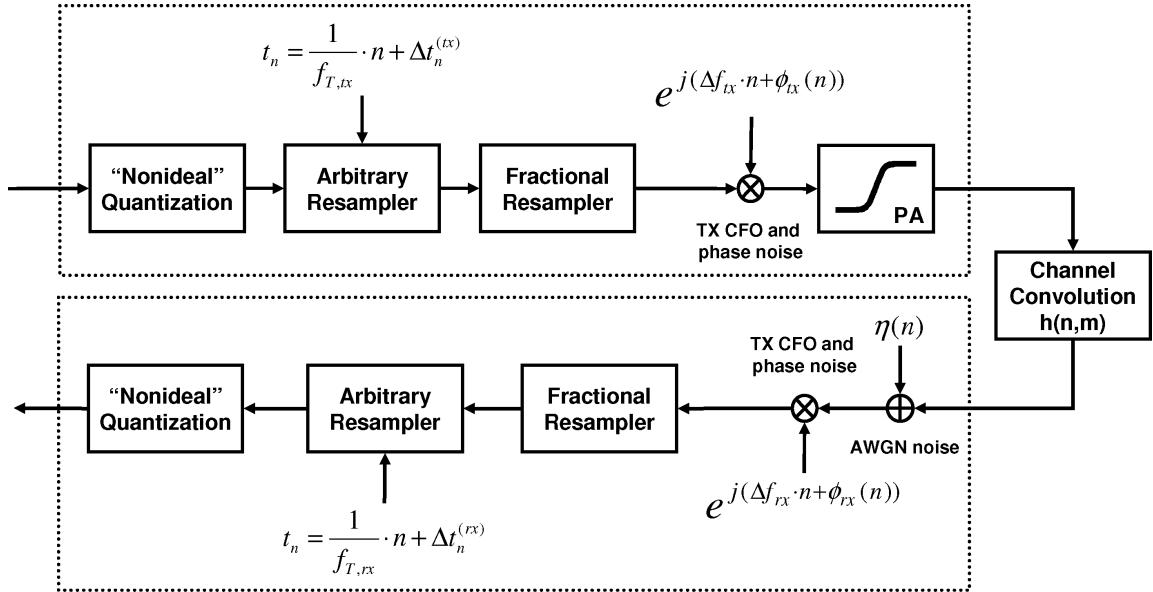 t_n = 1/f_{T,tx} · n + Δt_n^{(tx)}
e^{j(Δf_{tx}·n+ϕ_{tx}(n))}
“Nonideal”
Quantization
Arbitrary
Resampler
Fractional
Resampler
TX CFO and
phase noise
PA
Channel
Convolution
h(n,m)
η(n)
TX CFO and
phase noise
“Nonideal”
Quantization
Arbitrary
Resampler
Fractional
Resampler
AWGN noise
e^{j(Δf_{rx}·n+ϕ_{rx}(n))}
t_n = 1/f_{T,rx} · n + Δt_n^{(rx)}